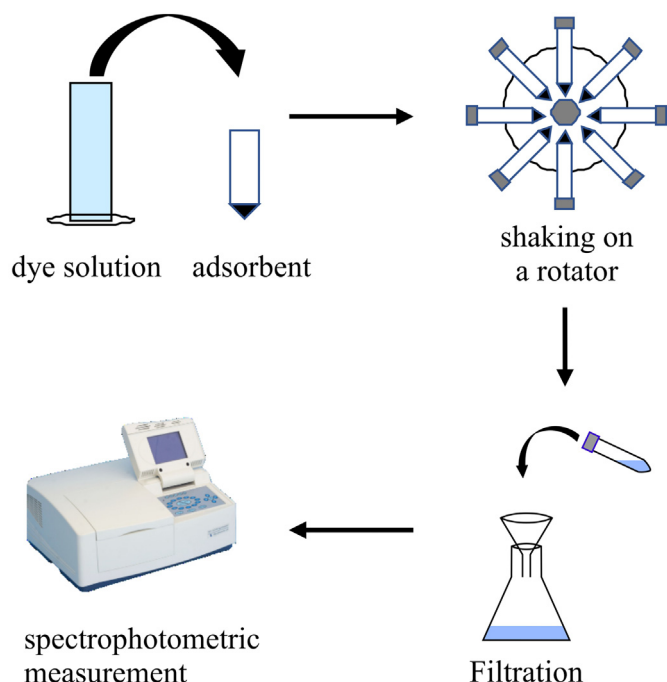 dye solution
adsorbent
shaking on
a rotator
Filtration
spectrophotometric
measurement